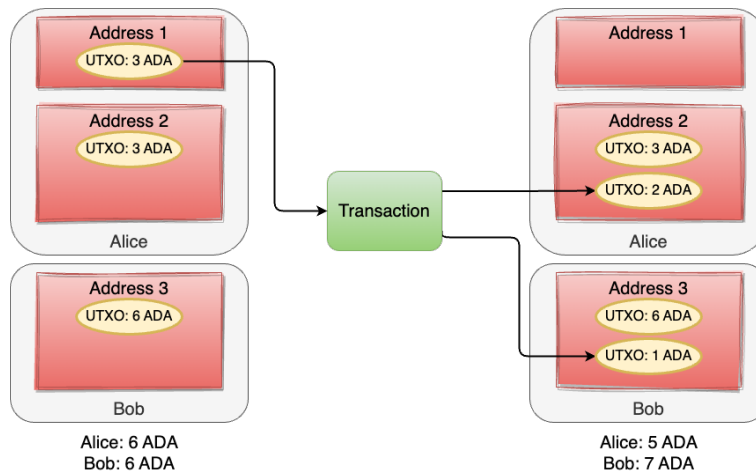 Address 1
UTXO: 3 ADA
Address 2
UTXO: 3 ADA
Alice
Address 3
UTXO: 6 ADA
Bob
Alice: 6 ADA
Bob: 6 ADA
Transaction
Address 1
Address 2
UTXO: 3 ADA
UTXO: 2 ADA
Alice
Address 3
UTXO: 6 ADA
UTXO: 1 ADA
Bob
Alice: 5 ADA
Bob: 7 ADA